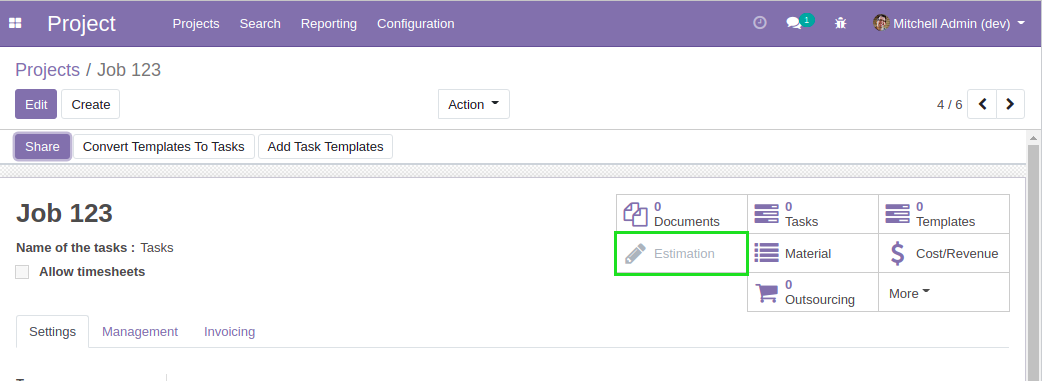 Project Projects Search Reporting Configuration 1 Mitchell Admin (dev)
Projects / Job 123
Edit Create Action 4 / 6
Share Convert Templates To Tasks Add Task Templates
Job 123
0 Documents
0 Tasks
0 Templates
Name of the tasks : Tasks
Estimation Material Cost/Revenue
Allow timesheets
0 Outsourcing
More
Settings Management Invoicing